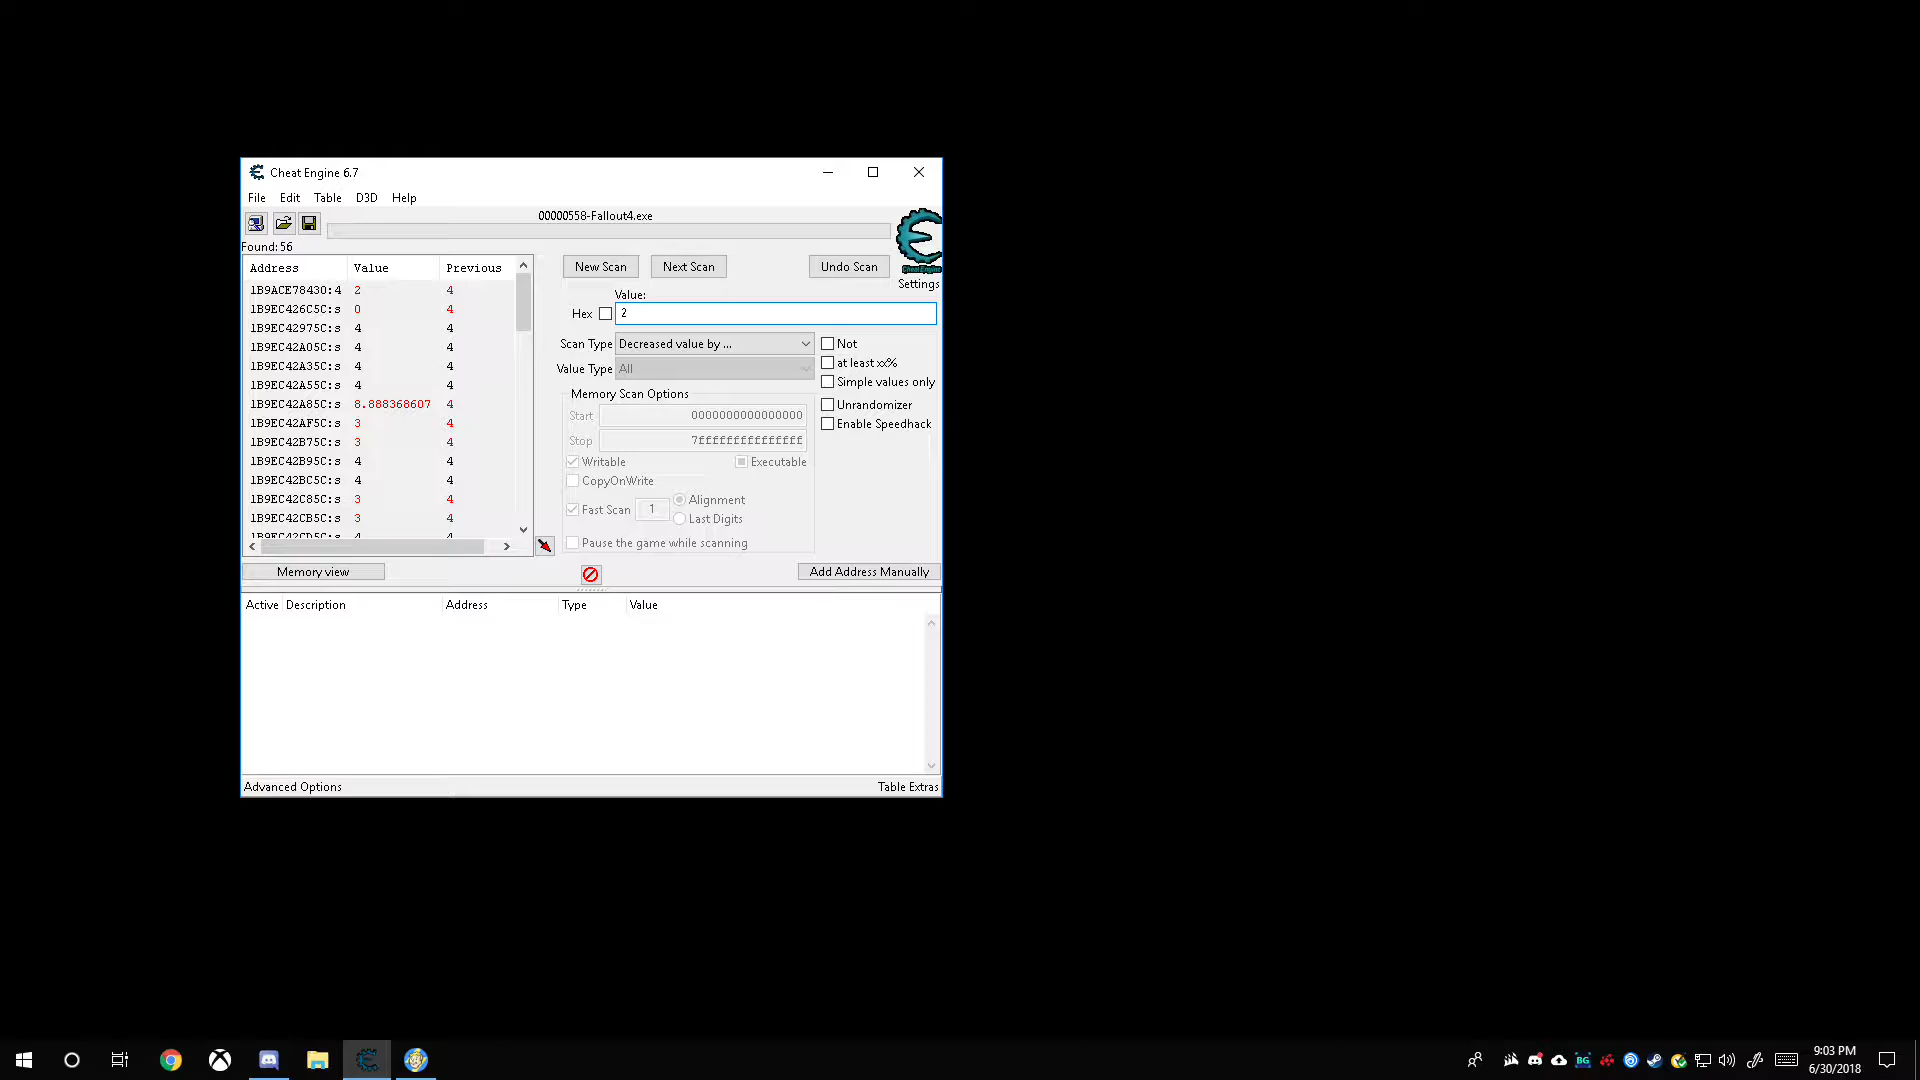 Cheat Engine 6.7
File Edit Table D3D Help
00000558-Fallout4.exe
Found: 56
Address Value Previous
1B9ACE78430:4 2 4
1B9EC426C5C:s 0 4
1B9EC42975C:s 4 4
1B9EC42A05C:s 4 4
1B9EC42A35C:s 4 4
1B9EC42A55C:s 4 4
1B9EC42A85C:s 8.888368607 4
1B9EC42AF5C:s 3 4
1B9EC42B75C:s 3 4
1B9EC42B95C:s 4 4
1B9EC42BC5C:s 4 4
1B9EC42C85C:s 3 4
1B9EC42CB5C:s 3 4
1B9EC42CD5C:s 4 4
New Scan Next Scan Undo Scan
Cheat Engine
Settings
Value:
Hex 2
Scan Type Decreased value by ... Not
at least xx%
Value Type All
Simple values only
Memory Scan Options
Unrandomizer
Start 0000000000000000
Enable Speedhack
Stop 7fffffffffffffff
Writable Executable
CopyOnWrite
Fast Scan 1 Alignment
Last Digits
Pause the game while scanning
Memory view Add Address Manually
Active Description Address Type Value
Advanced Options Table Extras
BG
9:03 PM
6/30/2018